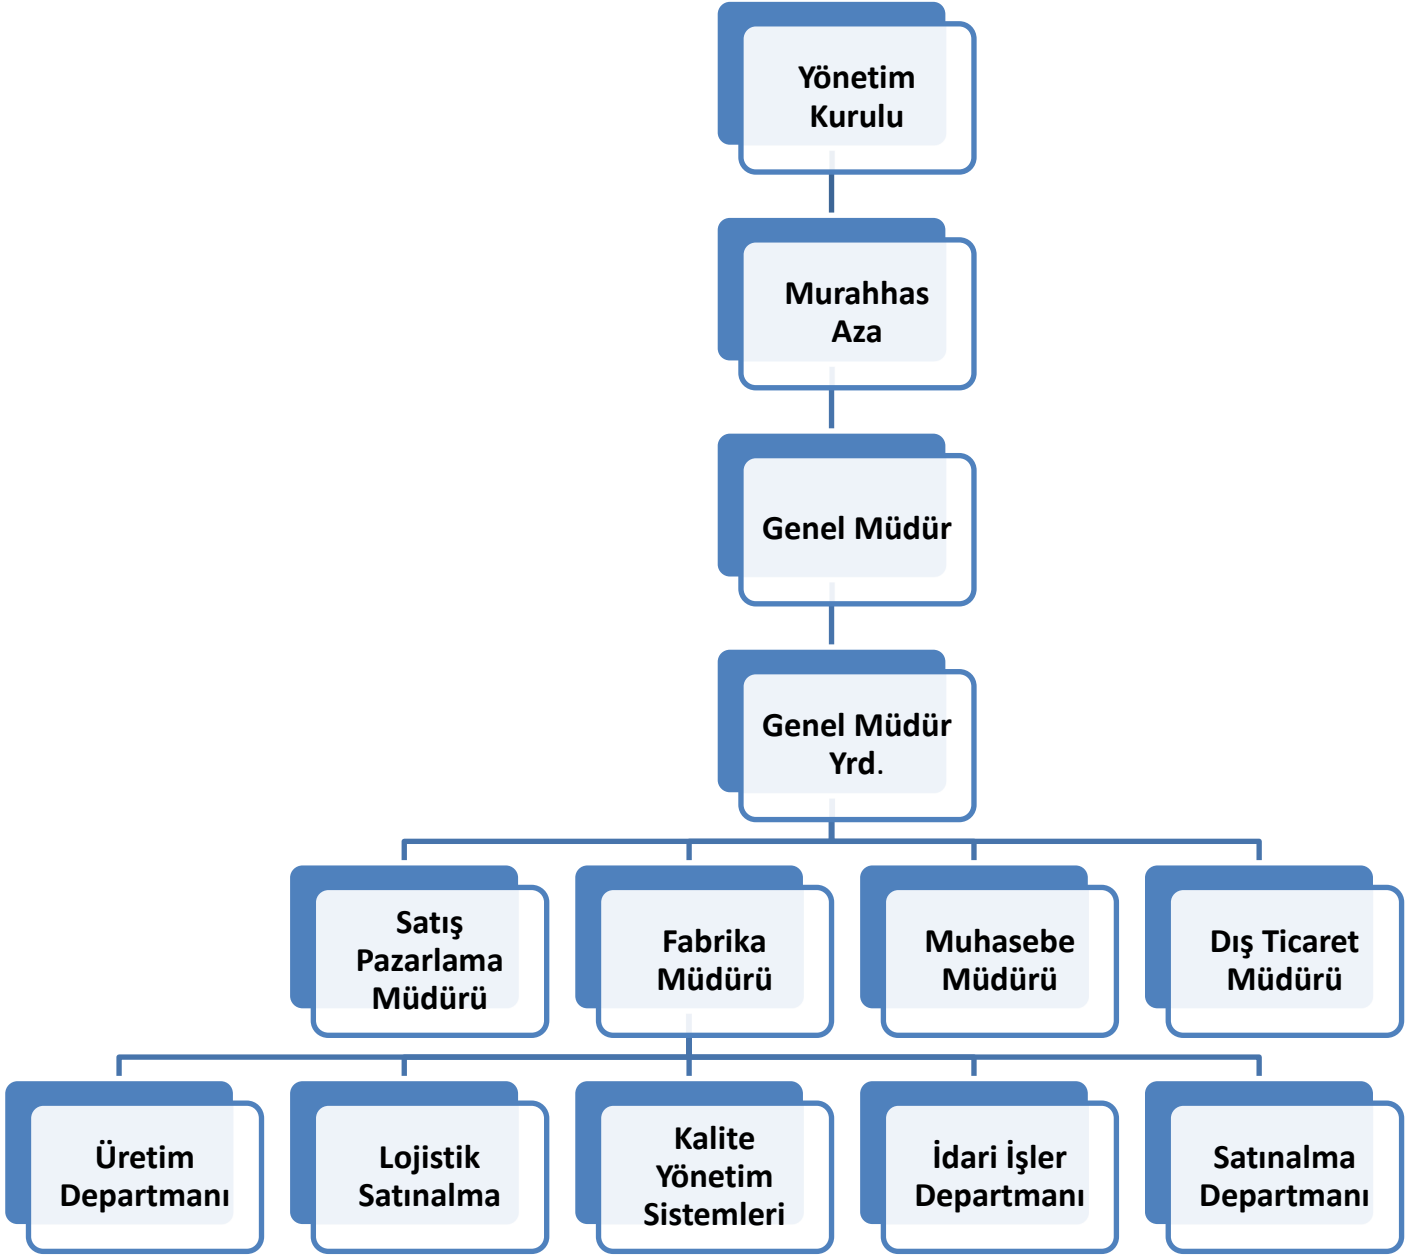 Yönetim
Kurulu
Murahhas
Aza
Genel Müdür
Genel Müdür
Yrd.
Satış
Pazarlama
Müdürü
Fabrika
Müdürü
Muhasebe
Müdürü
Dış Ticaret
Müdürü
Üretim
Departmanı
Lojistik
Satınalma
Kalite
Yönetim
Sistemleri
İdari İşler
Departmanı
Satınalma
Departmanı